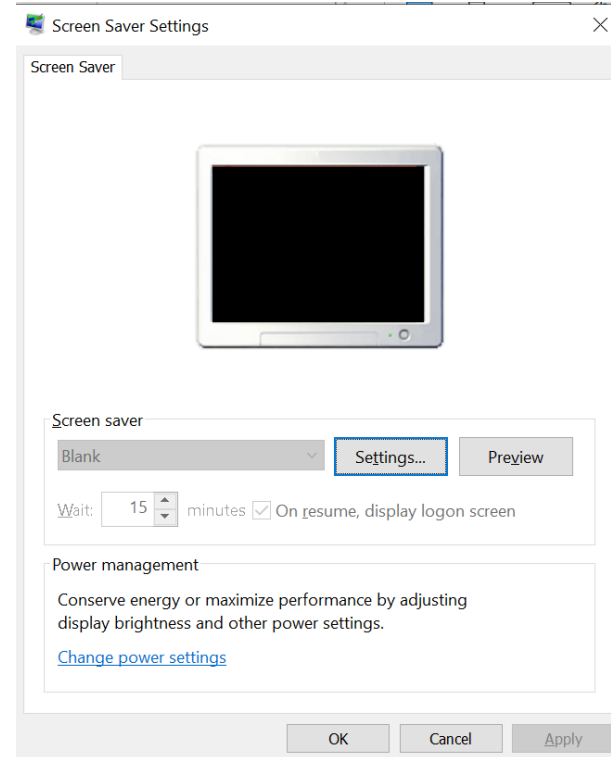 Screen Saver Settings
Screen Saver
Screen saver
Blank
Settings...
Preview
Wait: 15 minutes On resume, display logon screen
Power management
Conserve energy or maximize performance by adjusting
display brightness and other power settings.
Change power settings
OK Cancel Apply